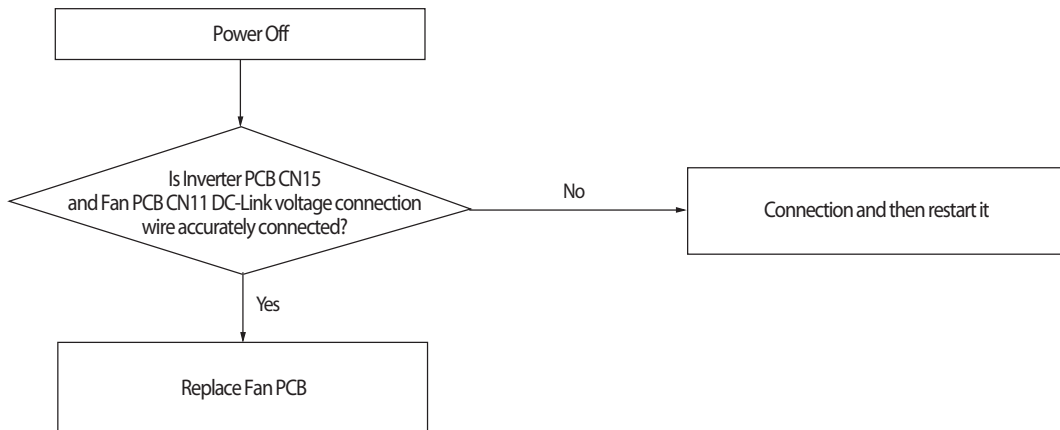 Power Off
Is Inverter PCB CN15
and Fan PCB CN11 DC-Link voltage connection
wire accurately connected?
No
Connection and then restart it
Yes
Replace Fan PCB